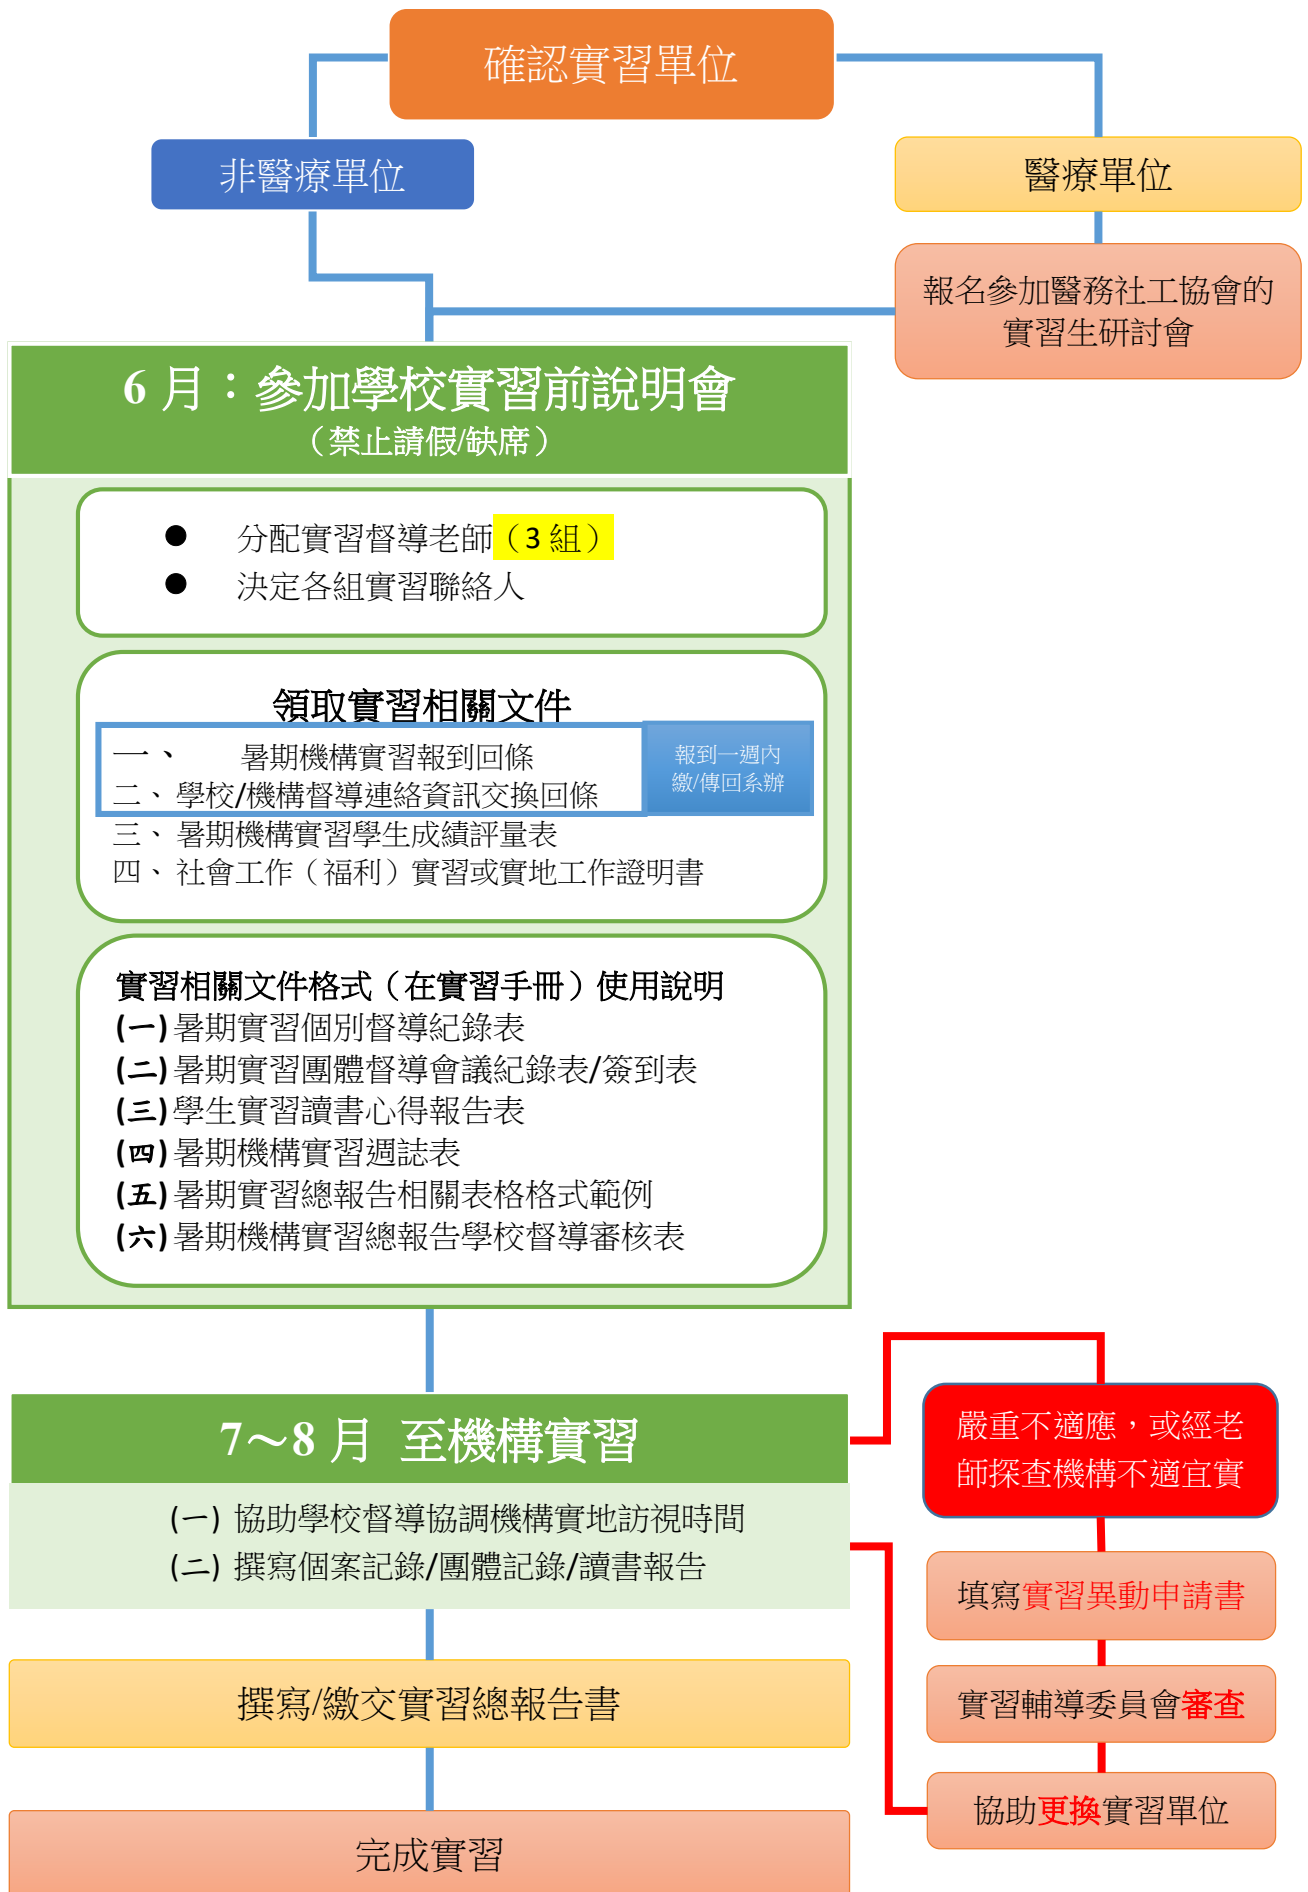 確認實習單位
非醫療單位
醫療單位
報名參加醫務社工協會的
實習生研討會
6 月：參加學校實習前說明會
（禁止請假/缺席）
● 分配實習督導老師（3 組）
● 決定各組實習聯絡人
領取實習相關文件
一、 暑期機構實習報到回條
二、學校/機構督導連絡資訊交換回條
報到一週內
繳/傳回系辦
三、暑期機構實習學生成績評量表
四、社會工作（福利）實習或實地工作證明書
實習相關文件格式（在實習手冊）使用說明
(一)暑期實習個別督導紀錄表
(二)暑期實習團體督導會議紀錄表/簽到表
(三)學生實習讀書心得報告表
(四)暑期機構實習週誌表
(五)暑期實習總報告相關表格格式範例
(六)暑期機構實習總報告學校督導審核表
7～8 月 至機構實習
(一) 協助學校督導協調機構實地訪視時間
(二) 撰寫個案記錄/團體記錄/讀書報告
嚴重不適應，或經老
師探查機構不適宜實
填寫實習異動申請書
實習輔導委員會審查
協助更換實習單位
撰寫/繳交實習總報告書
完成實習